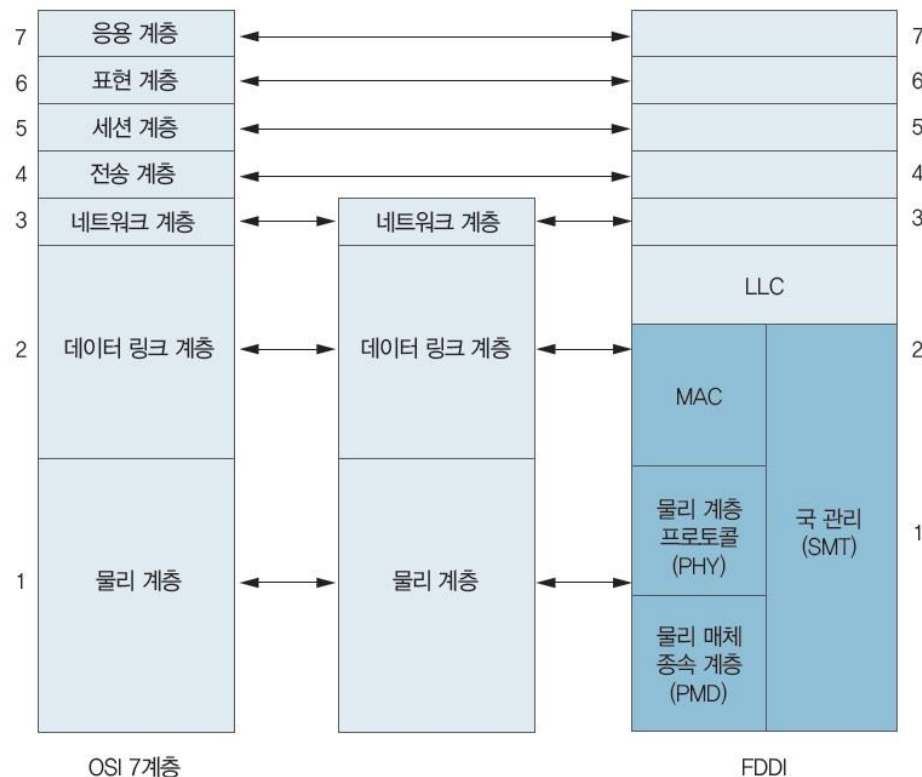 7 응용 계층 7
6 표현 계층 6
5 세션 계층 5
4 전송 계층 4
3 네트워크 계층 네트워크 계층 3
LLC
2 데이터 링크 계층 데이터 링크 계층 2
MAC
물리 계층
프로토콜
(PHY)
국 관리
(SMT)
1
1 물리 계층 물리 계층
물리 매체
종속 계층
(PMD)
OSI 7계층 FDDI